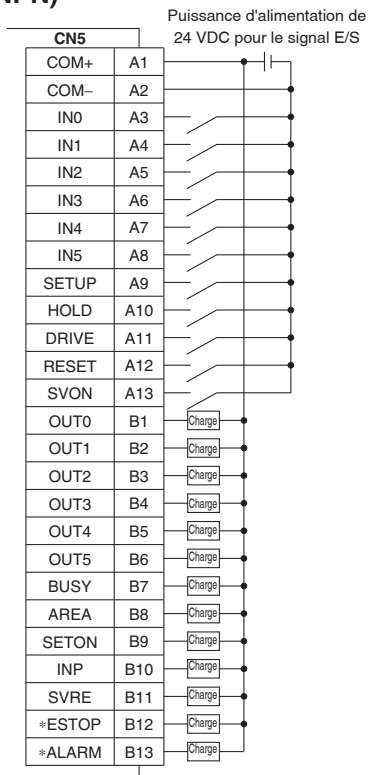 NPN)
Puissance d'alimentation de
24 VDC pour le signal E/S
CN5
COM+ A1
COM− A2
IN0 A3
IN1 A4
IN2 A5
IN3 A6
IN4 A7
IN5 A8
SETUP A9
HOLD A10
DRIVE A11
RESET A12
SVON A13
OUT0 B1 Charge
OUT1 B2 Charge
OUT2 B3 Charge
OUT3 B4 Charge
OUT4 B5 Charge
OUT5 B6 Charge
BUSY B7 Charge
AREA B8 Charge
SETON B9 Charge
INP B10 Charge
SVRE B11 Charge
∗ESTOP B12 Charge
∗ALARM B13 Charge